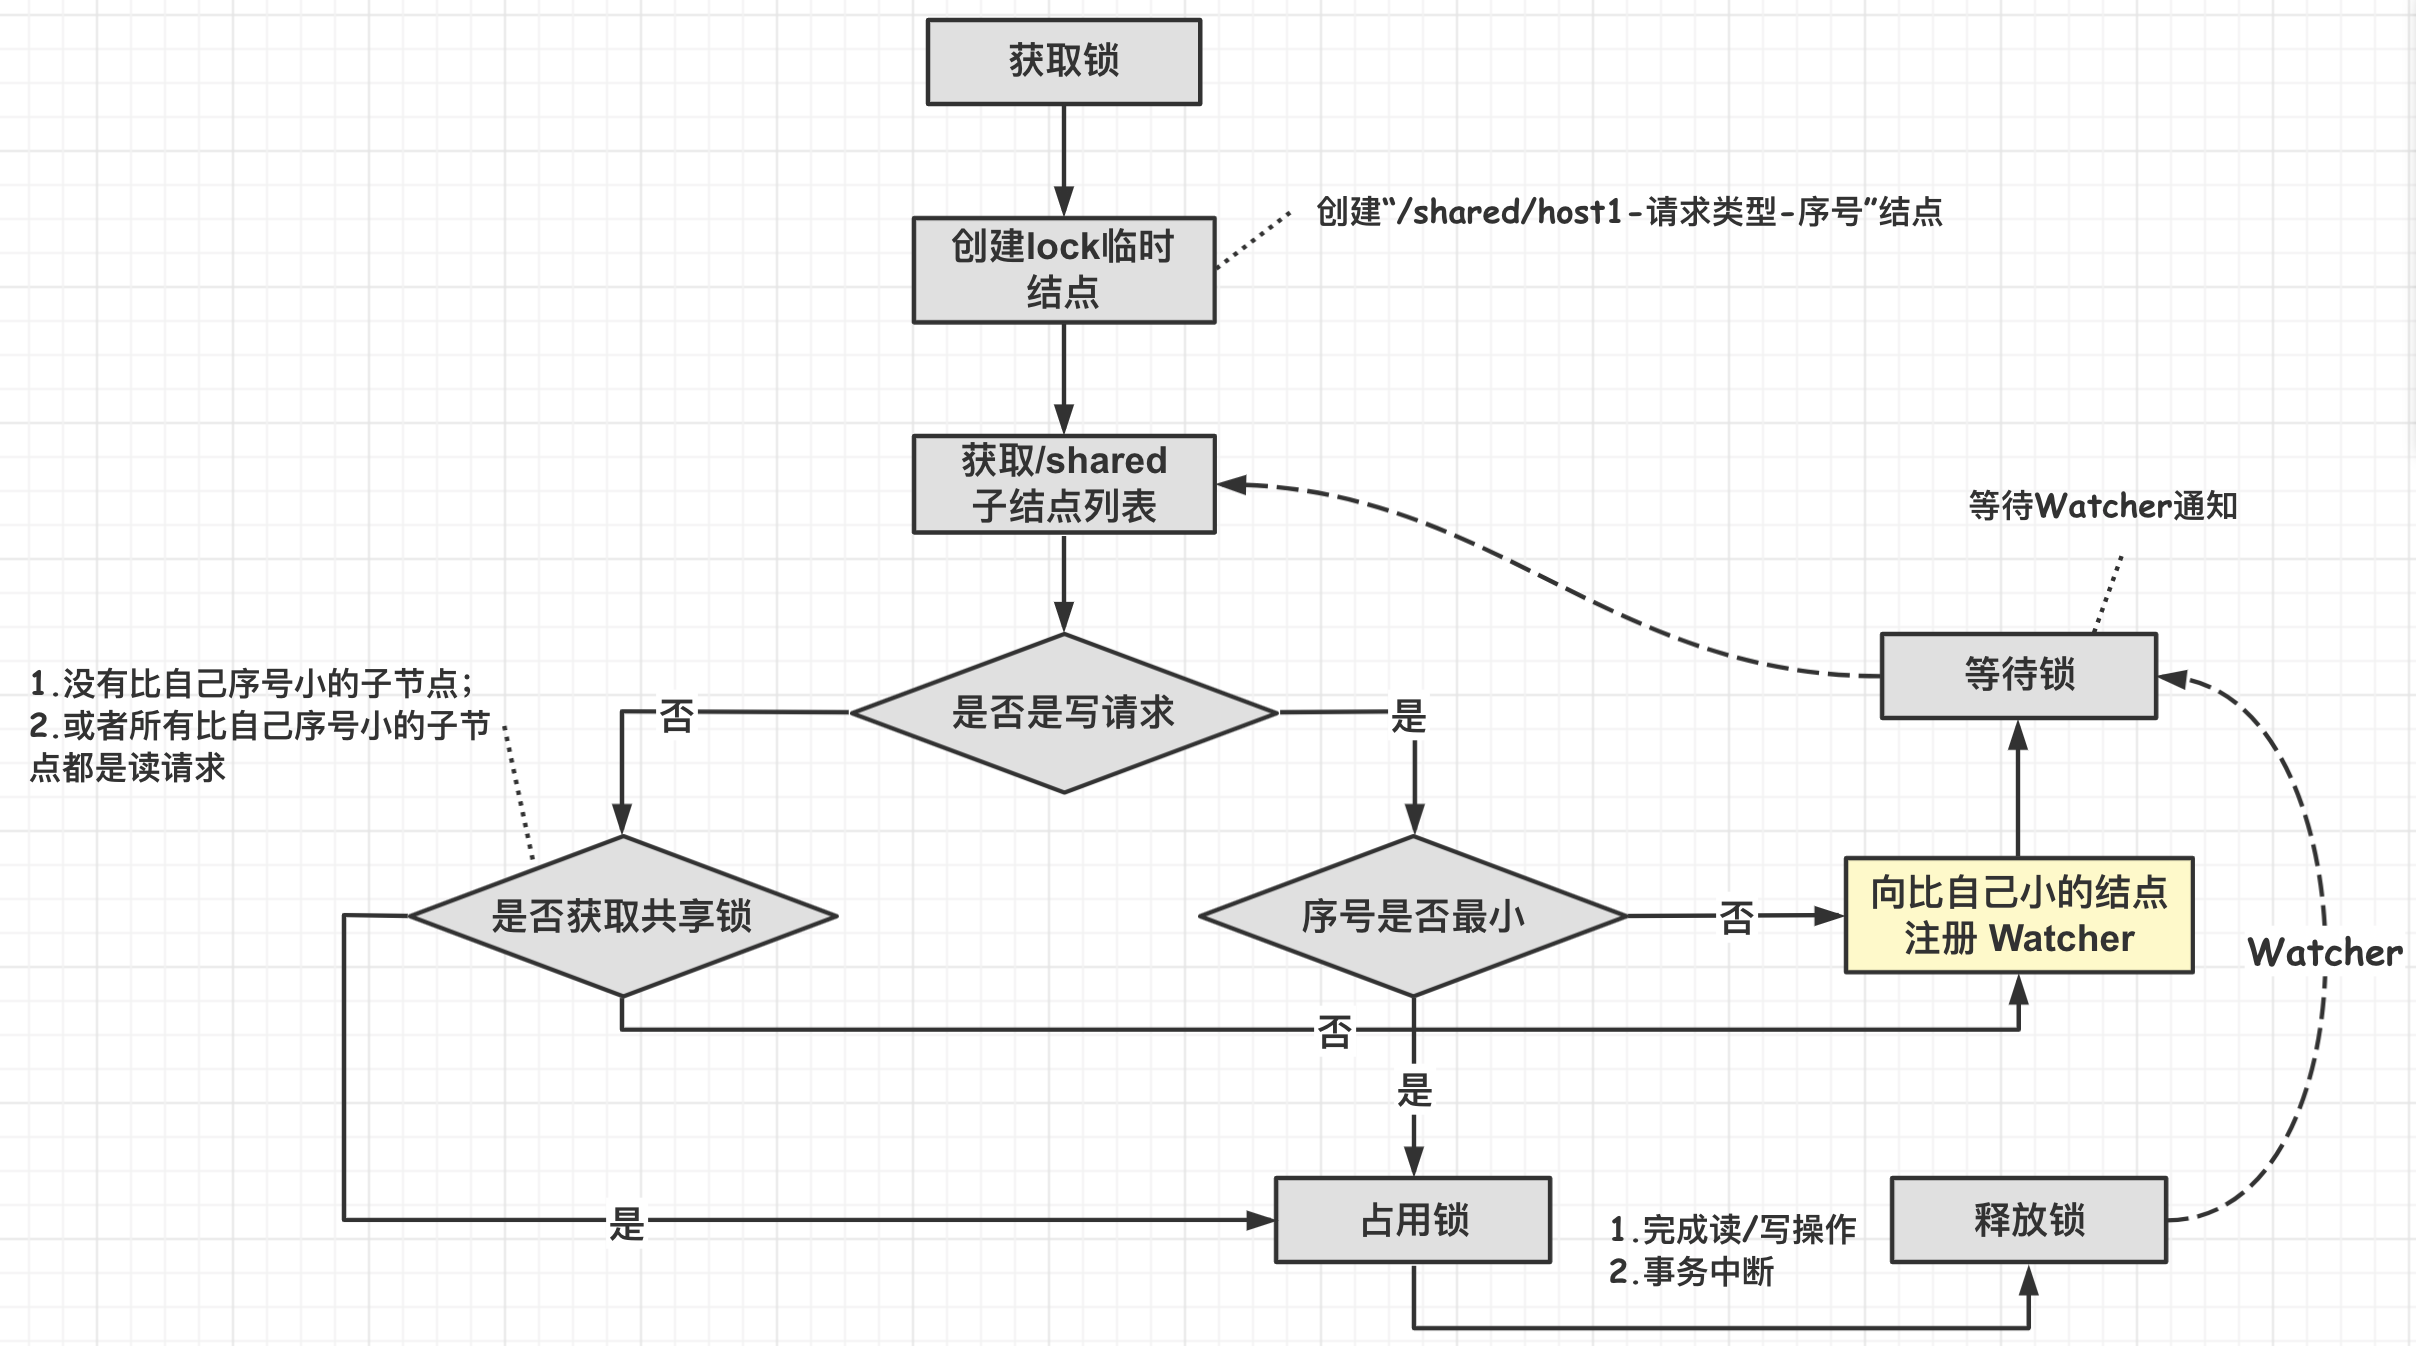 获取锁
创建“/shared/host1-请求类型-序号”结点
创建lock临时
结点
获取/shared
子结点列表
等待Watcher通知
等待锁
1.没有比自己序号小的子节点；
2.或者所有比自己序号小的子节
点都是读请求
否
是否是写请求
是
是否获取共享锁
序号是否最小
否
向比自己小的结点
注册 Watcher
Watcher
否
是
是
占用锁
1.完成读/写操作
2.事务中断
释放锁